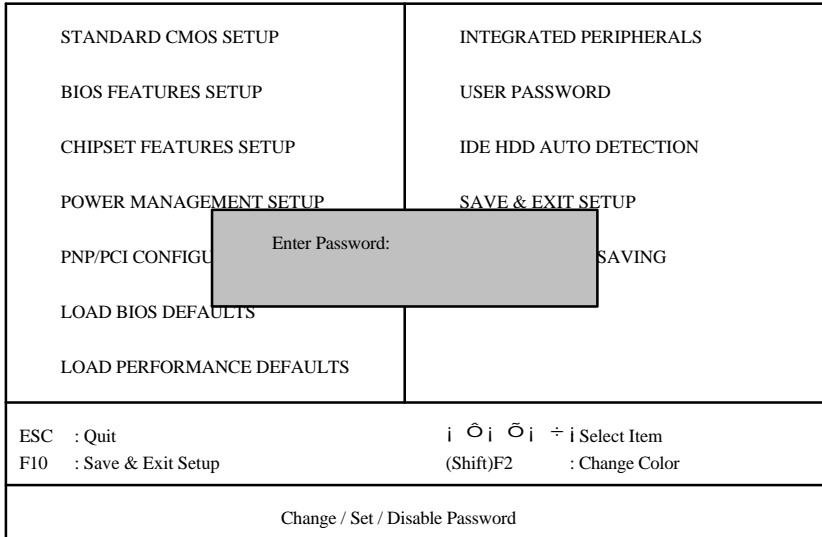 STANDARD CMOS SETUP
INTEGRATED PERIPHERALS
BIOS FEATURES SETUP
USER PASSWORD
CHIPSET FEATURES SETUP
IDE HDD AUTO DETECTION
POWER MANAGEMENT SETUP
SAVE & EXIT SETUP
Enter Password:
PNP/PCI CONFIGU
SAVING
LOAD BIOS DEFAULTS
LOAD PERFORMANCE DEFAULTS
ESC : Quit
¡ Ô¡ Õ¡ ÷¡ Select Item
F10 : Save & Exit Setup
(Shift)F2 : Change Color
Change / Set / Disable Password